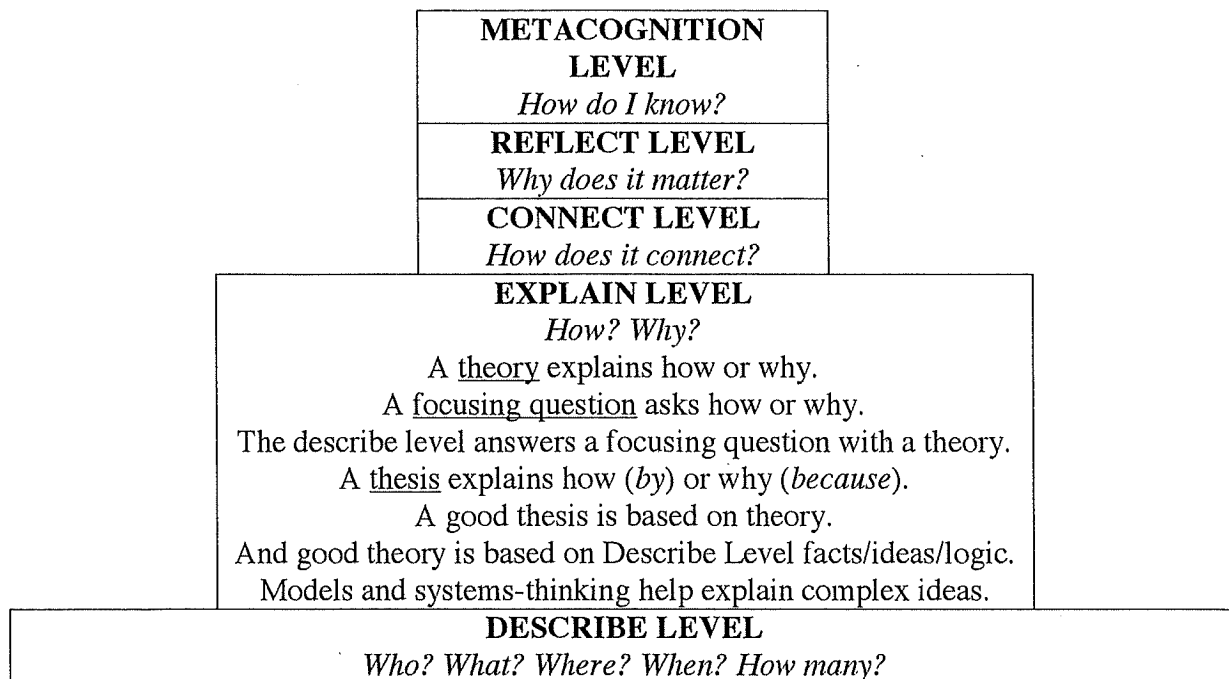 METACOGNITION
LEVEL
How do I know?
REFLECT LEVEL
Why does it matter?
CONNECT LEVEL
How does it connect?
EXPLAIN LEVEL
How? Why?
A theory explains how or why.
A focusing question asks how or why.
The describe level answers a focusing question with a theory.
A thesis explains how (by) or why (because).
A good thesis is based on theory.
And good theory is based on Describe Level facts/ideas/logic.
Models and systems-thinking help explain complex ideas.
DESCRIBE LEVEL
Who? What? Where? When? How many?